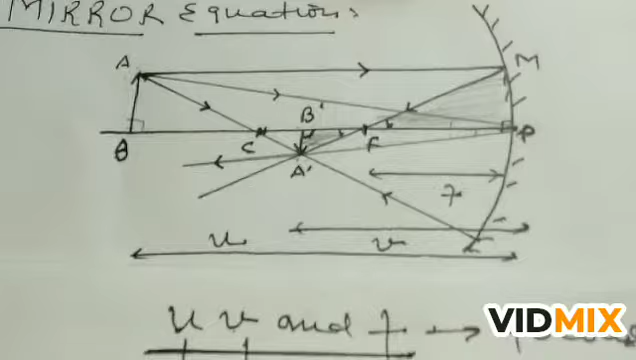 MIRROR Equation:
A
M
B'
B
C
F
P
A'
f
u
v
u v and f →
VIDMIX